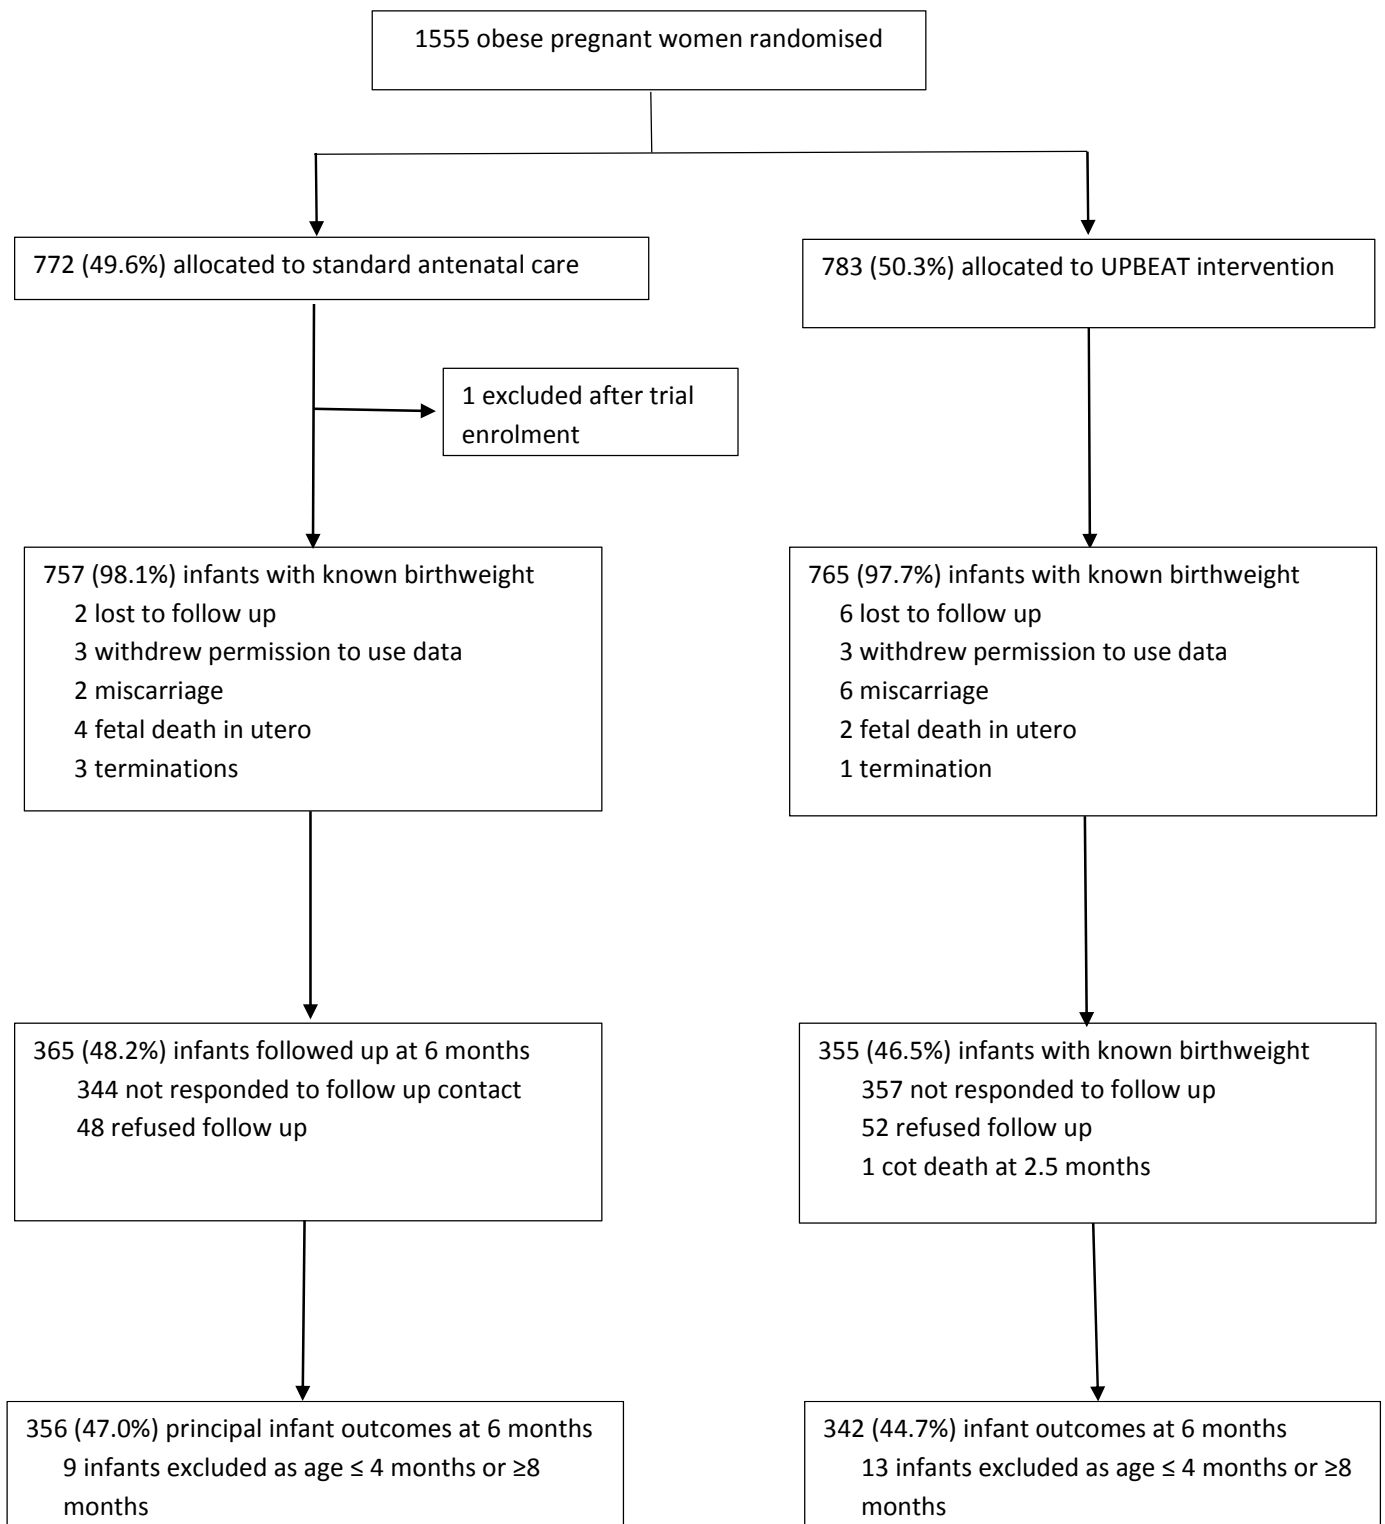 1555 obese pregnant women randomised
772 (49.6%) allocated to standard antenatal care
783 (50.3%) allocated to UPBEAT intervention
1 excluded after trial
enrolment
757 (98.1%) infants with known birthweight
2 lost to follow up
3 withdrew permission to use data
2 miscarriage
4 fetal death in utero
3 terminations
765 (97.7%) infants with known birthweight
6 lost to follow up
3 withdrew permission to use data
6 miscarriage
2 fetal death in utero
1 termination
365 (48.2%) infants followed up at 6 months
344 not responded to follow up contact
48 refused follow up
355 (46.5%) infants with known birthweight
357 not responded to follow up
52 refused follow up
1 cot death at 2.5 months
356 (47.0%) principal infant outcomes at 6 months
9 infants excluded as age ≤ 4 months or ≥8
months
342 (44.7%) infant outcomes at 6 months
13 infants excluded as age ≤ 4 months or ≥8
months